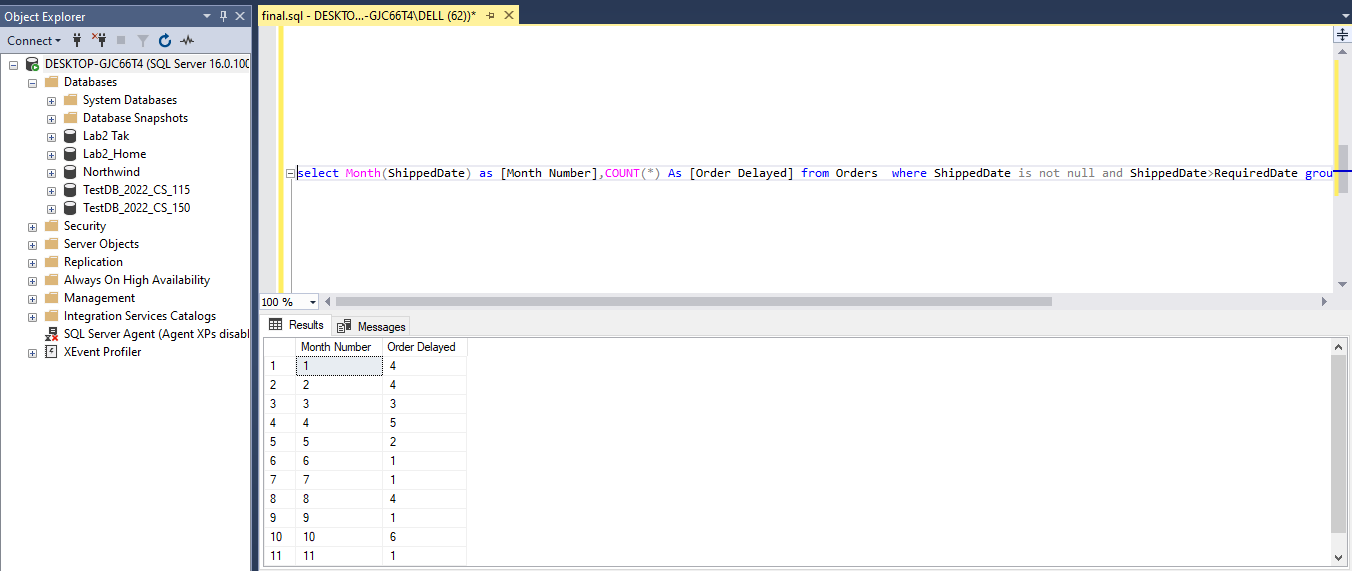 Object Explorer
Connect
DESKTOP-GJC66T4 (SQL Server 16.0.100
Databases
System Databases
Database Snapshots
Lab2 Tak
Lab2_Home
Northwind
TestDB_2022_CS_115
TestDB_2022_CS_150
Security
Server Objects
Replication
Always On High Availability
Management
Integration Services Catalogs
SQL Server Agent (Agent XPs disabl
XEvent Profiler
final.sql - DESKTO...-GJC66T4\DELL (62))*
select Month(ShippedDate) as [Month Number],COUNT(*) As [Order Delayed] from Orders  where ShippedDate is not null and ShippedDate>RequiredDate grou
100 %
Results Messages
Month Number Order Delayed
1 1 4
2 2 4
3 3 3
4 4 5
5 5 2
6 6 1
7 7 1
8 8 4
9 9 1
10 10 6
11 11 1